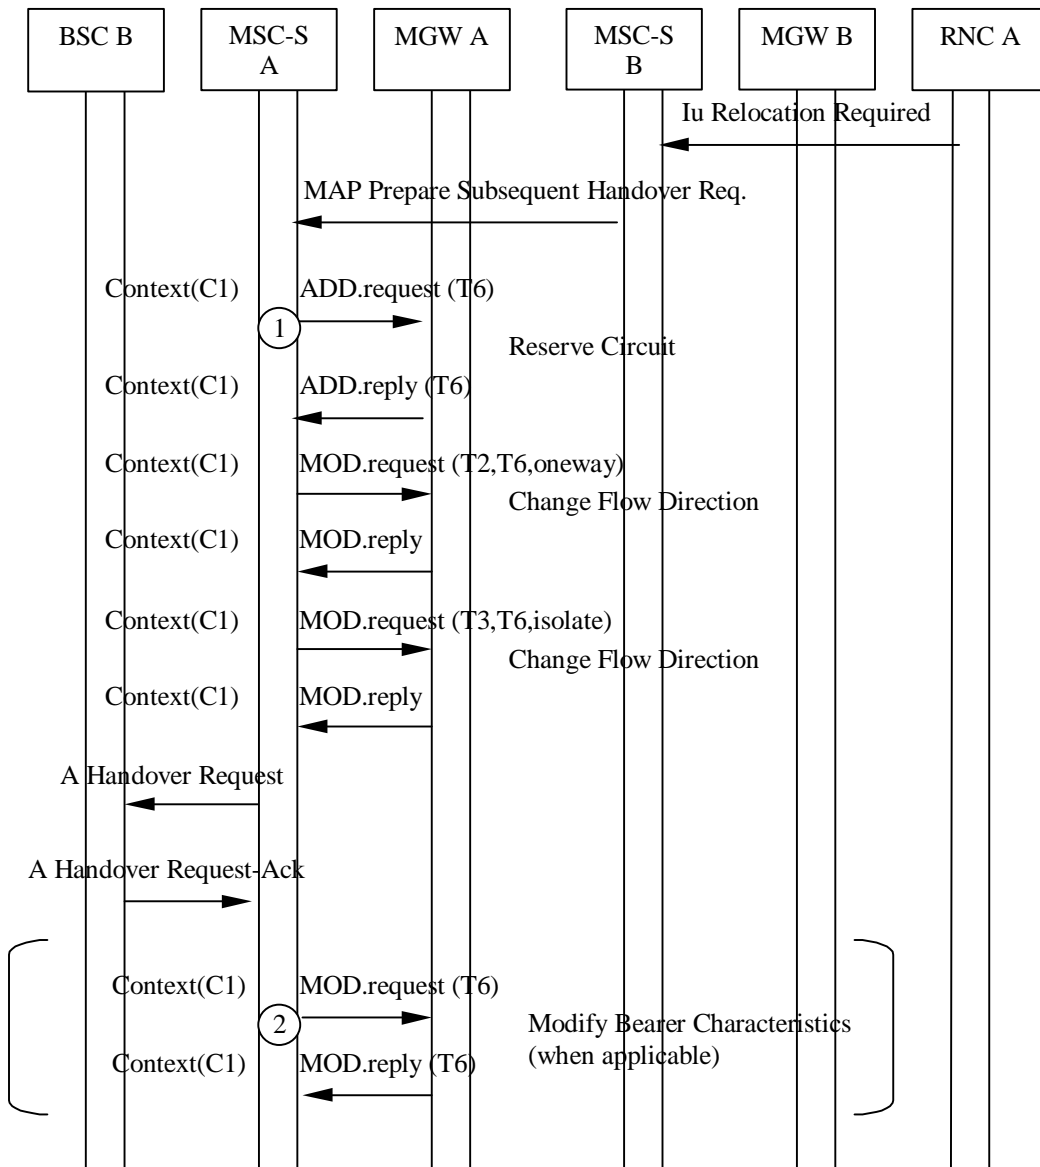 BSC B
MSC-S
A
MGW A
MSC-S
B
MGW B
RNC A
Iu Relocation Required
MAP Prepare Subsequent Handover Req.
Context(C1) ADD.request (T6)
1
Reserve Circuit
Context(C1) ADD.reply (T6)
Context(C1) MOD.request (T2,T6,oneway)
Change Flow Direction
Context(C1) MOD.reply
Context(C1) MOD.request (T3,T6,isolate)
Change Flow Direction
Context(C1) MOD.reply
A Handover Request
A Handover Request-Ack
Context(C1) MOD.request (T6)
2
Modify Bearer Characteristics
(when applicable)
Context(C1) MOD.reply (T6)